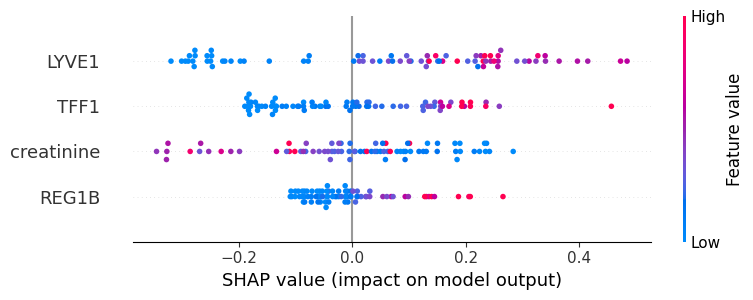 High
LYVE1
TFF1
creatinine
REG1B
Feature value
Low
−0.2 0.0 0.2 0.4
SHAP value (impact on model output)